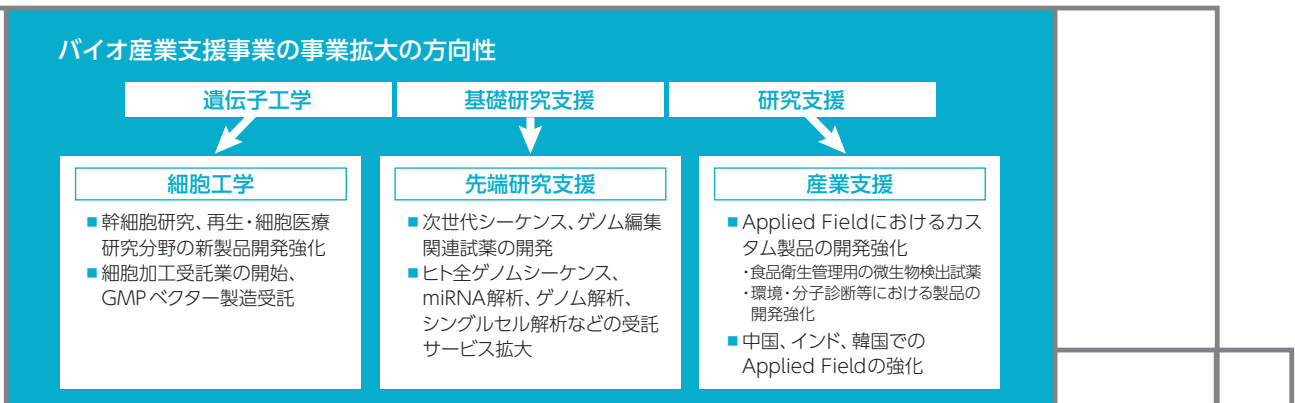 バイオ産業支援事業の事業拡大の方向性
遺伝子工学
基礎研究支援
研究支援
細胞工学
■幹細胞研究、再生・細胞医療
研究分野の新製品開発強化
■細胞加工受託業の開始、
GMPベクター製造受託
先端研究支援
■次世代シーケンス、ゲノム編集
関連試薬の開発
■ヒト全ゲノムシーケンス、
miRNA解析、ゲノム解析、
シングルセル解析などの受託
サービス拡大
産業支援
■Applied Fieldにおけるカス
タム製品の開発強化
・食品衛生管理用の微生物検出試薬
・環境・分子診断等における製品の
開発強化
■中国、インド、韓国での
Applied Fieldの強化